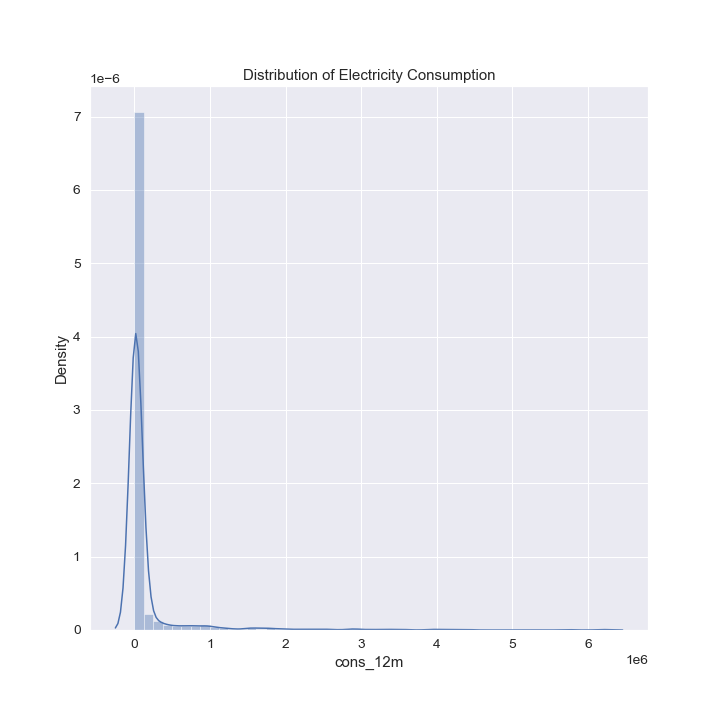 Distribution of Electricity Consumption
1e−6
7
6
5
4
3
2
1
0
Density
0 1 2 3 4 5 6
1e6
cons_12m